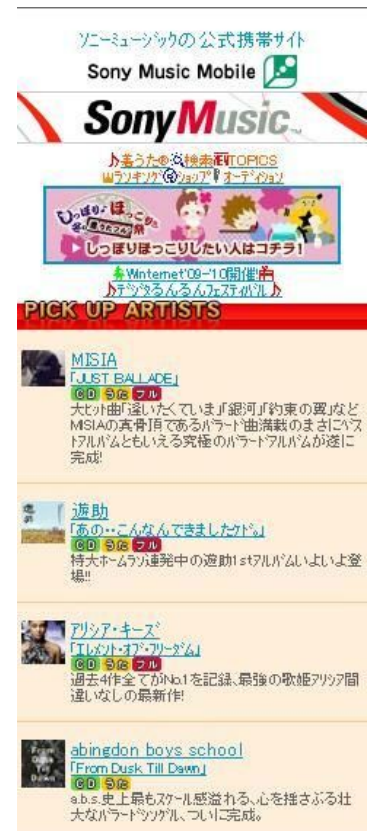 ソニーミュージックの公式携帯サイト
Sony Music Mobile
SonyMusic
着うた®検索TOPICS
ランキングショップオーディション
しっぽり・ほっこり
しっぽりほっこりしたい人はコチラ!
Winternet'09-'10開催!
デジタるんるんフェスティバル
PICK UP ARTISTS
MISIA
「JUST BALLADE」
CD うた フル
大ヒット曲「逢いたくていま」「銀河」「約束の翼」など
MISIAの真骨頂であるバラード曲満載のまさにベス
トアルバムともいえる究極のバラードアルバムが遂に
完成!
遊助
「あの・・こんなんできましたケド。」
CD うた フル
特大ホームラン連発中の遊助1stアルバムいよいよ登
場!!
アリシア・キーズ
「エレメント・オブ・フリーダム」
CD うた フル
過去4作全てがNo.1を記録、最強の歌姫アリシア間
違いなしの最新作!
From Dusk Till Dawn
abingdon boys school
「From Dusk Till Dawn」
CD うた
a.b.s.史上最もスケール感溢れる、心を揺さぶる壮
大なバラードシングル、ついに完成。